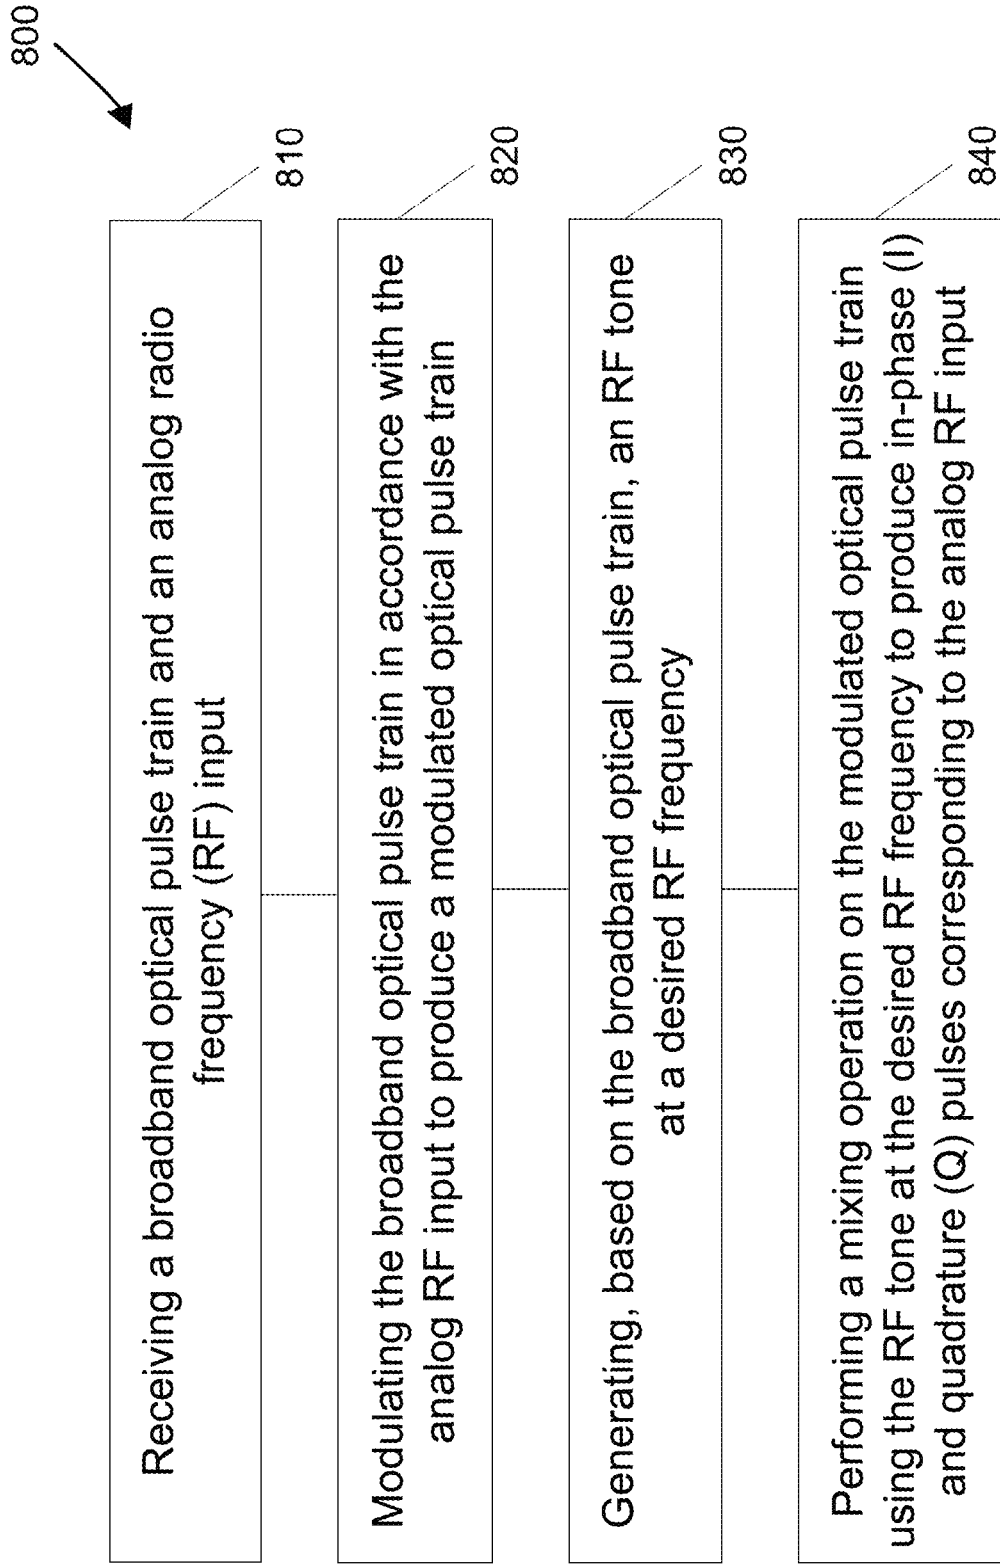 800
810
Receiving a broadband optical pulse train and an analog radio
frequency (RF) input
820
Modulating the broadband optical pulse train in accordance with the
analog RF input to produce a modulated optical pulse train
830
Generating, based on the broadband optical pulse train, an RF tone
at a desired RF frequency
840
Performing a mixing operation on the modulated optical pulse train
using the RF tone at the desired RF frequency to produce in-phase (I)
and quadrature (Q) pulses corresponding to the analog RF input